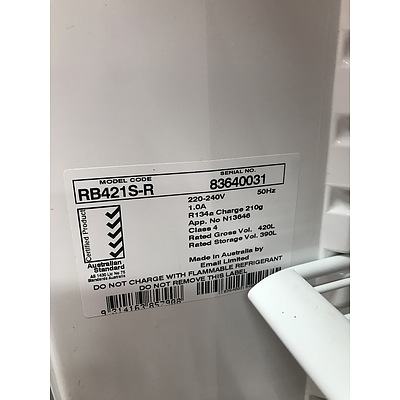 MODEL CODE SERIAL NO.
RB421S-R 83640031
220-240V 50Hz
1.0A
R134a Charge 210g
App. No N13646
Class 4
Rated Gross Vol. 420L
Rated Storage Vol. 390L
Certified Product
Australian
Standard
Standards Australia
Made in Australia by
Email Limited
DO NOT CHARGE WITH FLAMMABLE REFRIGERANT
DO NOT REMOVE THIS LABEL